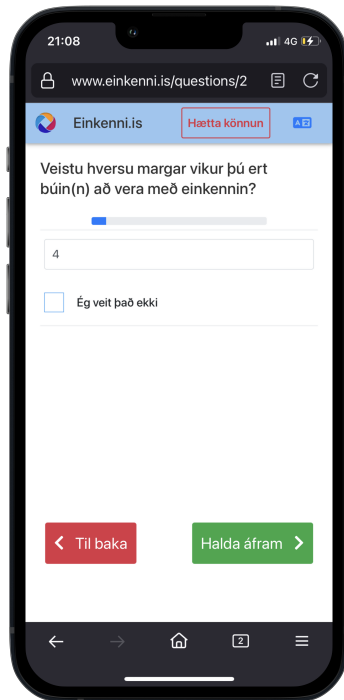 21:08
4G
www.einkenni.is/questions/2
Einkenni.is
Hætta könnun
Veistu hversu margar vikur þú ert
búin(n) að vera með einkennin?
4
Ég veit það ekki
Til baka
Halda áfram
2